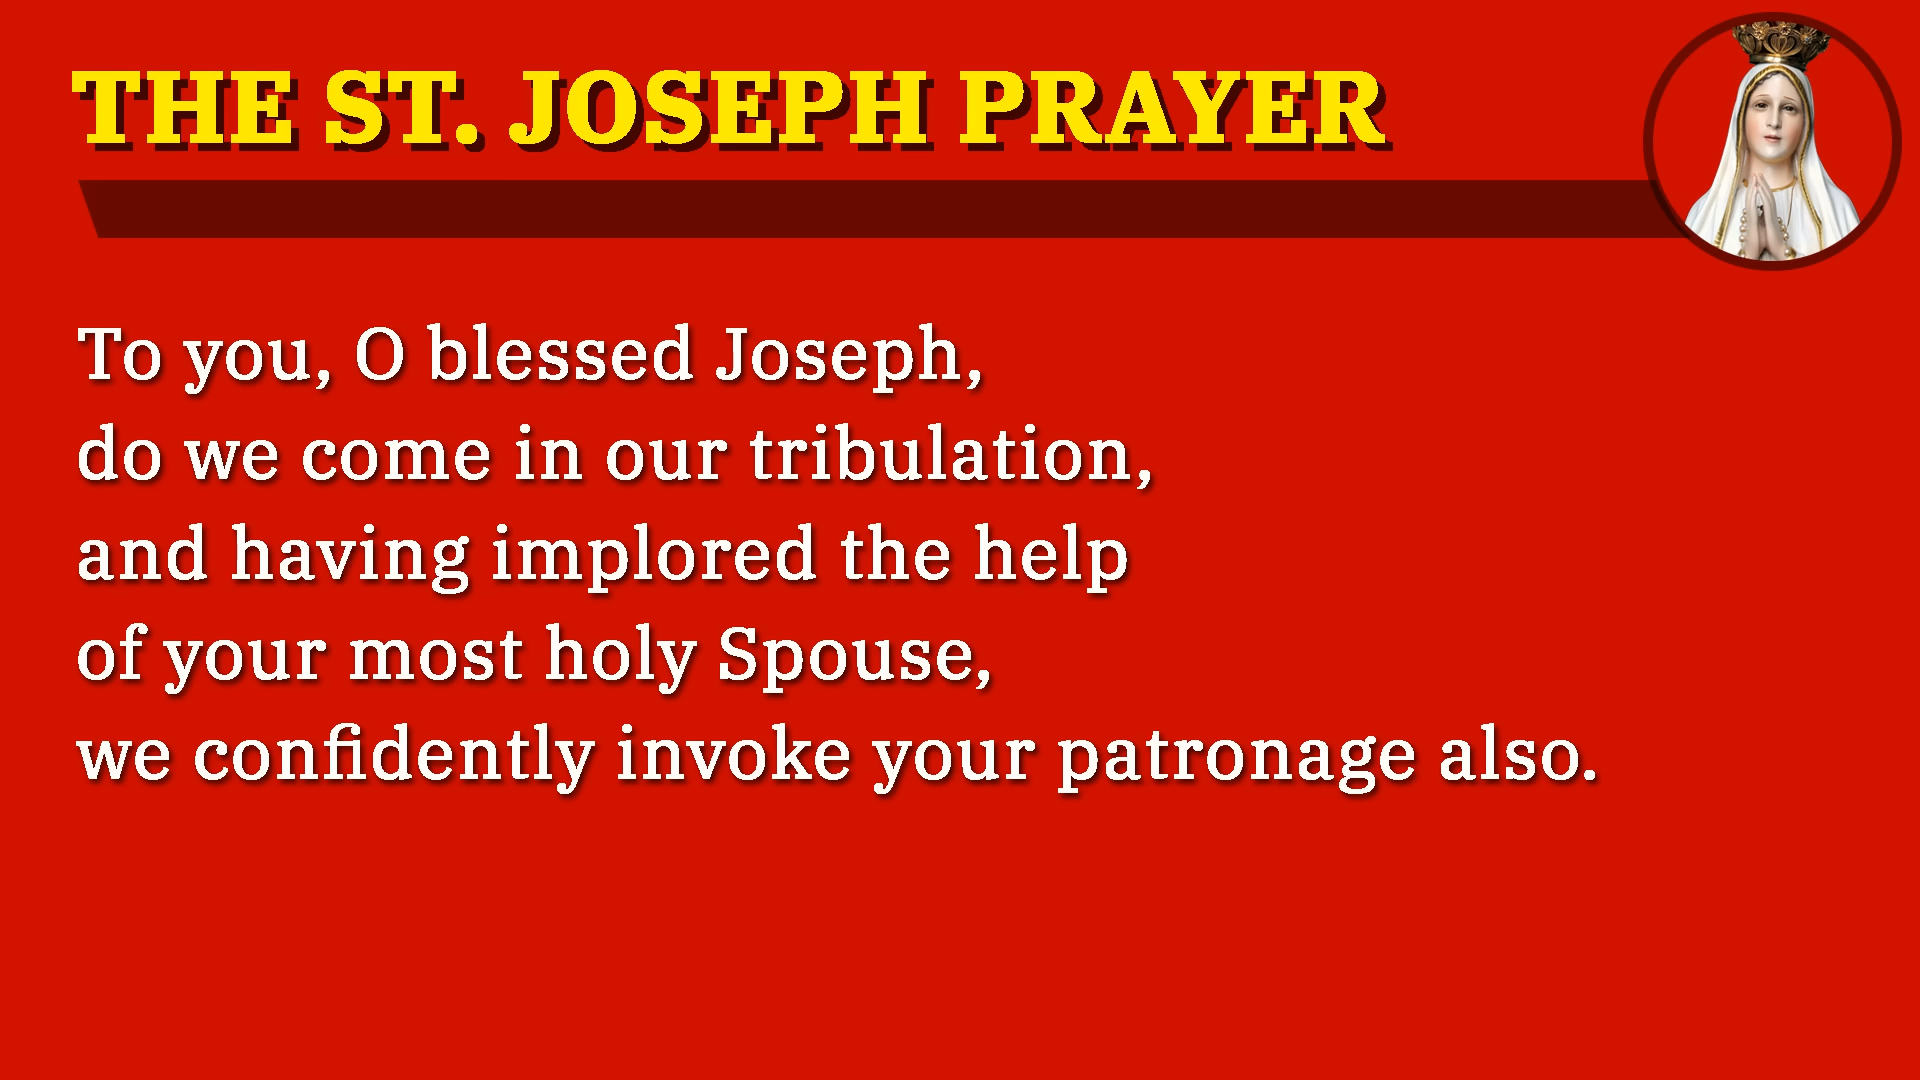 THE ST. JOSEPH PRAYER
To you, O blessed Joseph,
do we come in our tribulation,
and having implored the help
of your most holy Spouse,
we confidently invoke your patronage also.